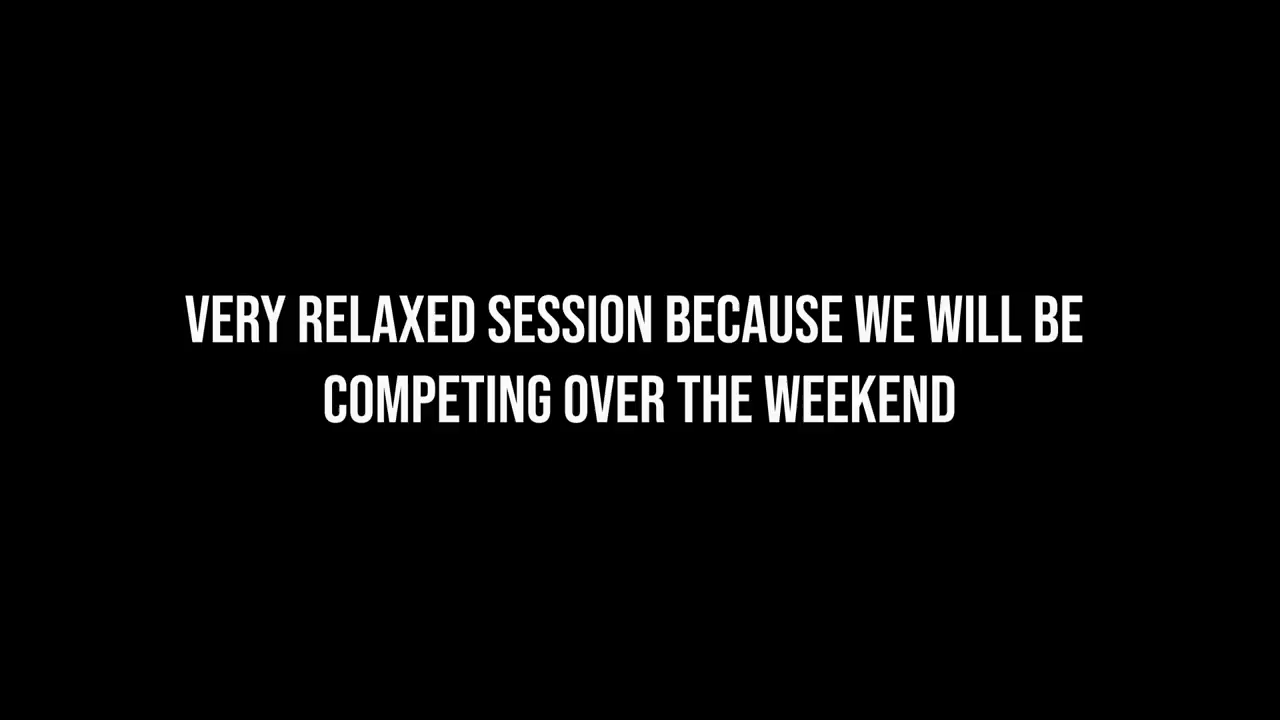 VERY RELAXED SESSION BECAUSE WE WILL BE
COMPETING OVER THE WEEKEND